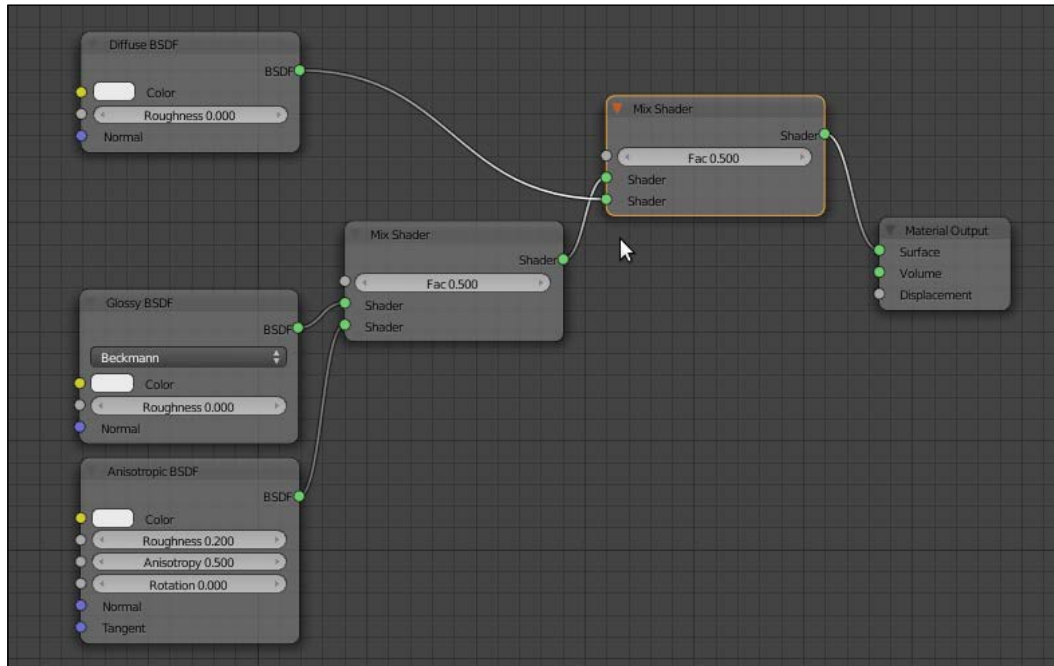 Diffuse BSDF
BSDF
Color
Roughness 0.000
Normal
Mix Shader
Shader
Fac 0.500
Shader
Shader
Material Output
Surface
Volume
Displacement
Mix Shader
Shader
Fac 0.500
Shader
Shader
Glossy BSDF
BSDF
Beckmann
Color
Roughness 0.000
Normal
Anisotropic BSDF
BSDF
Color
Roughness 0.200
Anisotropy 0.500
Rotation 0.000
Normal
Tangent